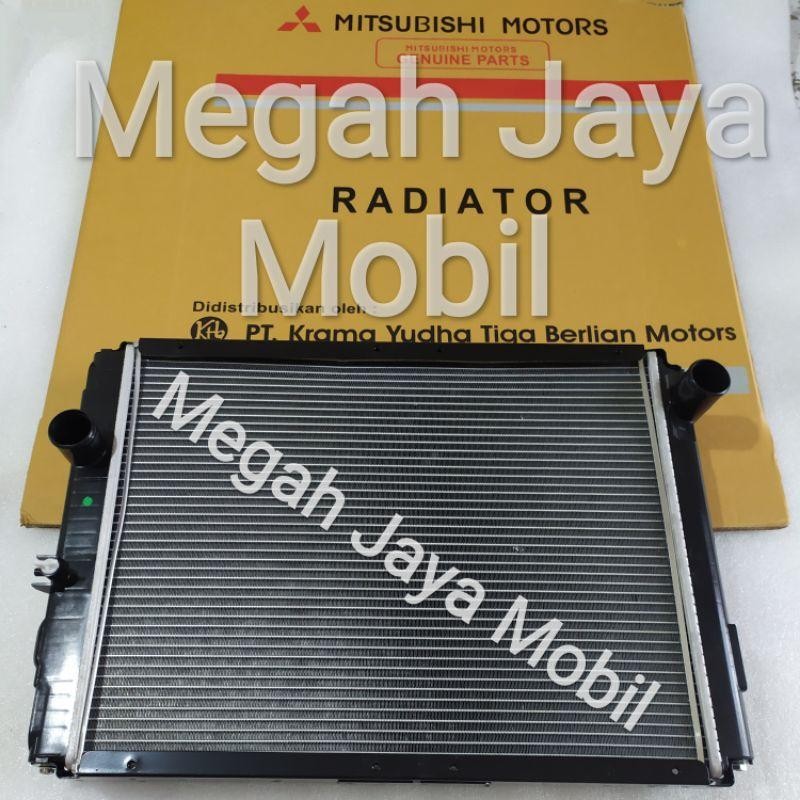 MITSUBISHI MOTORS
MITSUBISHI MOTORS
GENUINE PARTS
Megah Jaya
RADIATOR
Mobil
Didistribusikan oleh :
KTB PT. Krama Yudha Tiga Berlian Motors
Megah Jaya Mobil